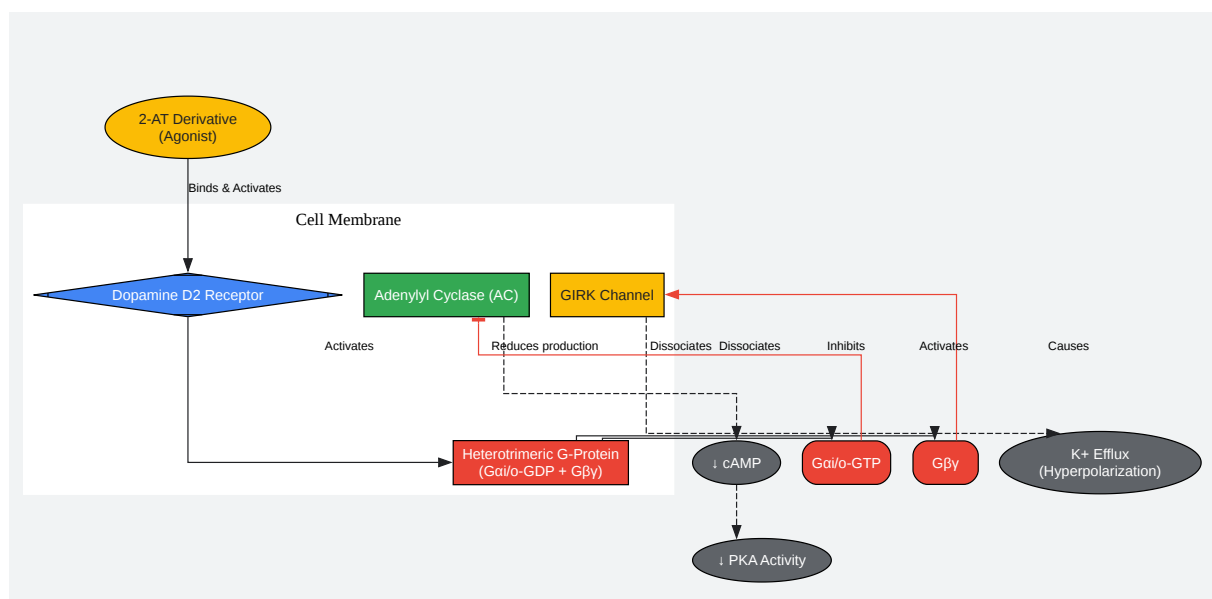 2-AT Derivative
(Agonist)
Binds & Activates
Cell Membrane
Dopamine D2 Receptor
Adenylyl Cyclase (AC)
GIRK Channel
Activates
Reduces production
Dissociates
Dissociates
Inhibits
Activates
Causes
Heterotrimeric G-Protein
(Gαi/o-GDP + Gβγ)
↓ cAMP
Gαi/o-GTP
Gβγ
K+ Efflux
(Hyperpolarization)
↓ PKA Activity